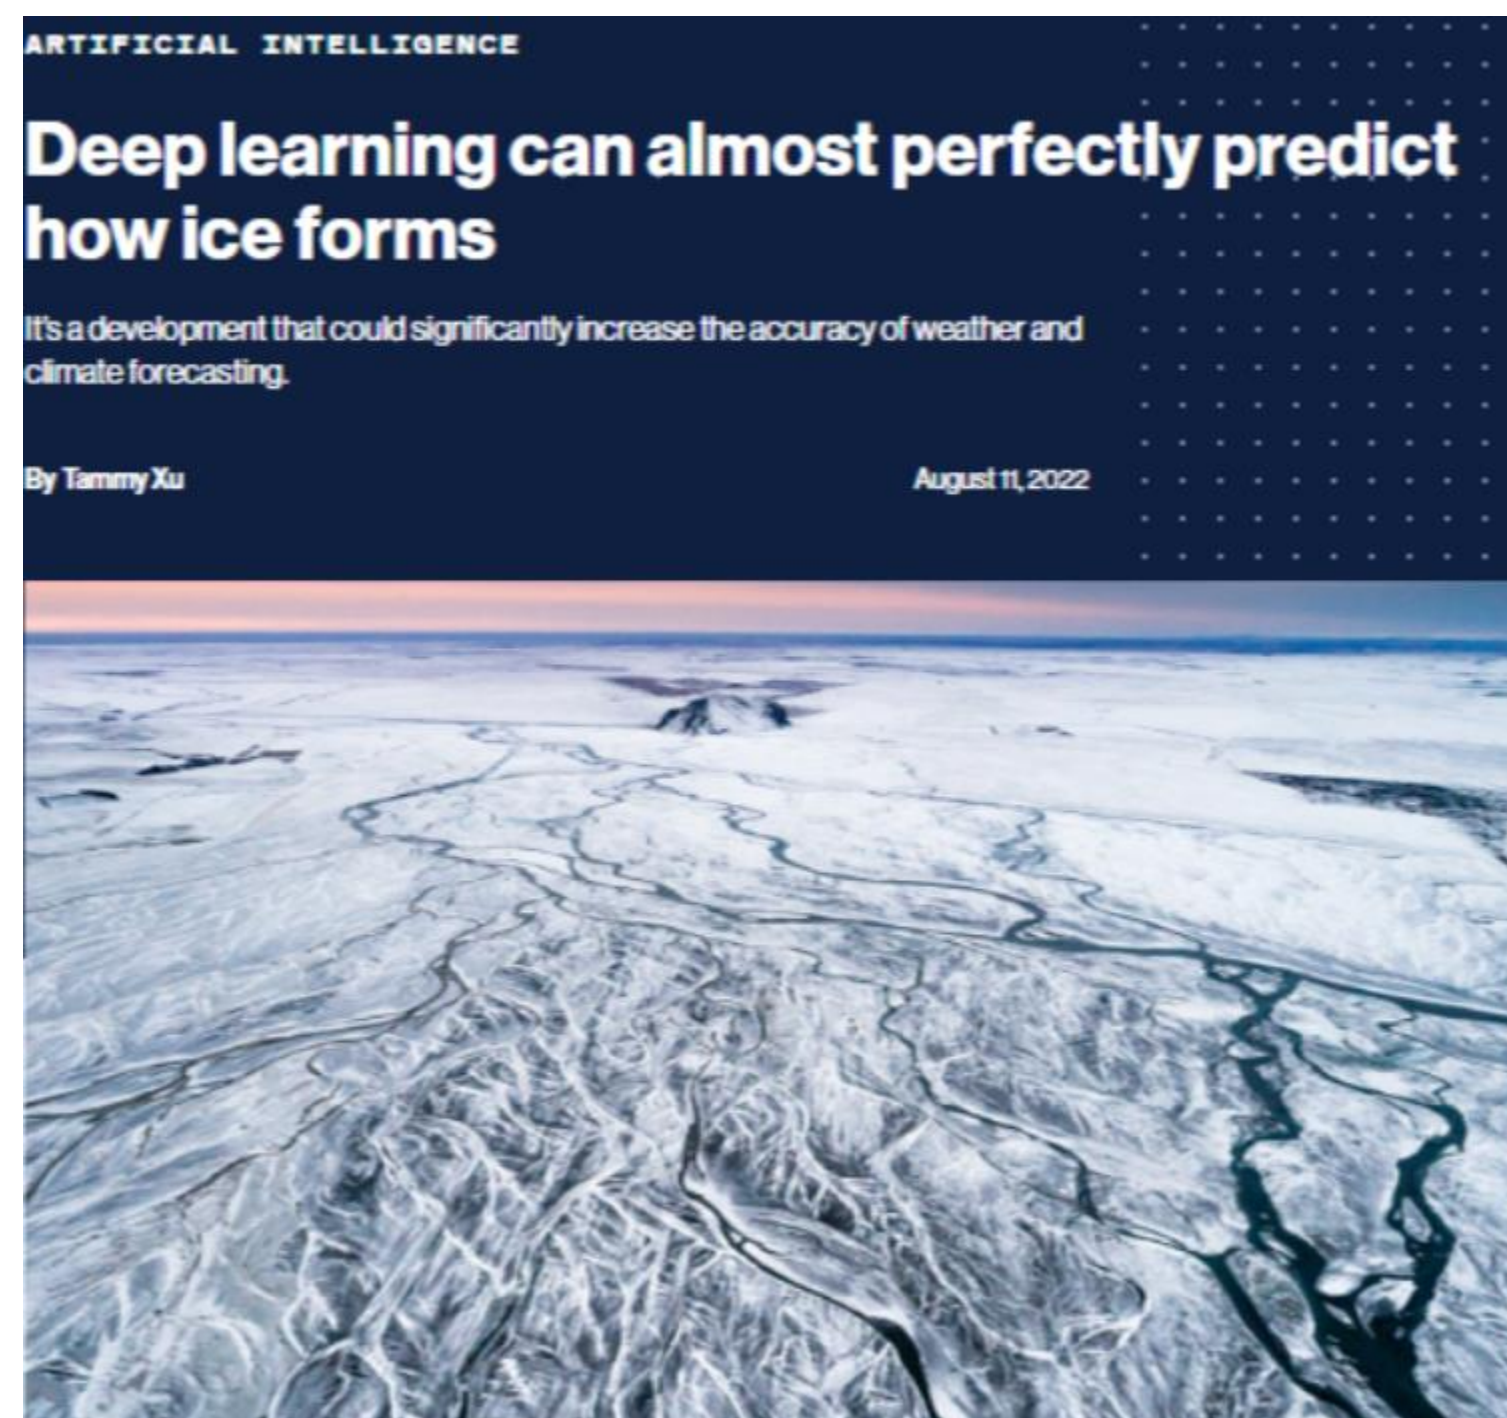 ARTIFICIAL INTELLIGENCE
Deep learning can almost perfectly predict
how ice forms
It's a development that could significantly increase the accuracy of weather and
climate forecasting.
By Tammy Xu
August 11, 2022